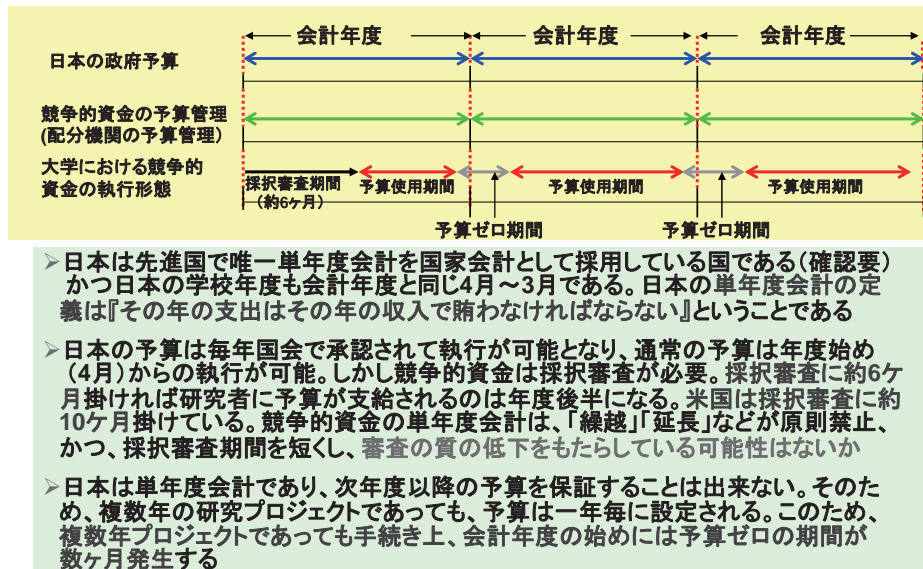 会計年度 会計年度 会計年度
日本の政府予算
競争的資金の予算管理
(配分機関の予算管理)
大学における競争的
資金の執行形態
採択審査期間
(約6ヶ月)
予算使用期間 予算使用期間 予算使用期間
予算ゼロ期間 予算ゼロ期間
➢日本は先進国で唯一単年度会計を国家会計として採用している国である(確認要)
かつ日本の学校年度も会計年度と同じ4月~3月である。日本の単年度会計の定
義は『その年の支出はその年の収入で賄わなければならない』ということである
➢日本の予算は毎年国会で承認されて執行が可能となり、通常の予算は年度始め
(4月)からの執行が可能。しかし競争的資金は採択審査が必要。採択審査に約6ケ
月掛ければ研究者に予算が支給されるのは年度後半になる。米国は採択審査に約
10ケ月掛けている。競争的資金の単年度会計は、「繰越」「延長」などが原則禁止、
かつ、採択審査期間を短くし、審査の質の低下をもたらしている可能性はないか
➢日本は単年度会計であり、次年度以降の予算を保証することは出来ない。そのた
め、複数年の研究プロジェクトであっても、予算は一年毎に設定される。このため、
複数年プロジェクトであっても手続き上、会計年度の始めには予算ゼロの期間が
数ヶ月発生する